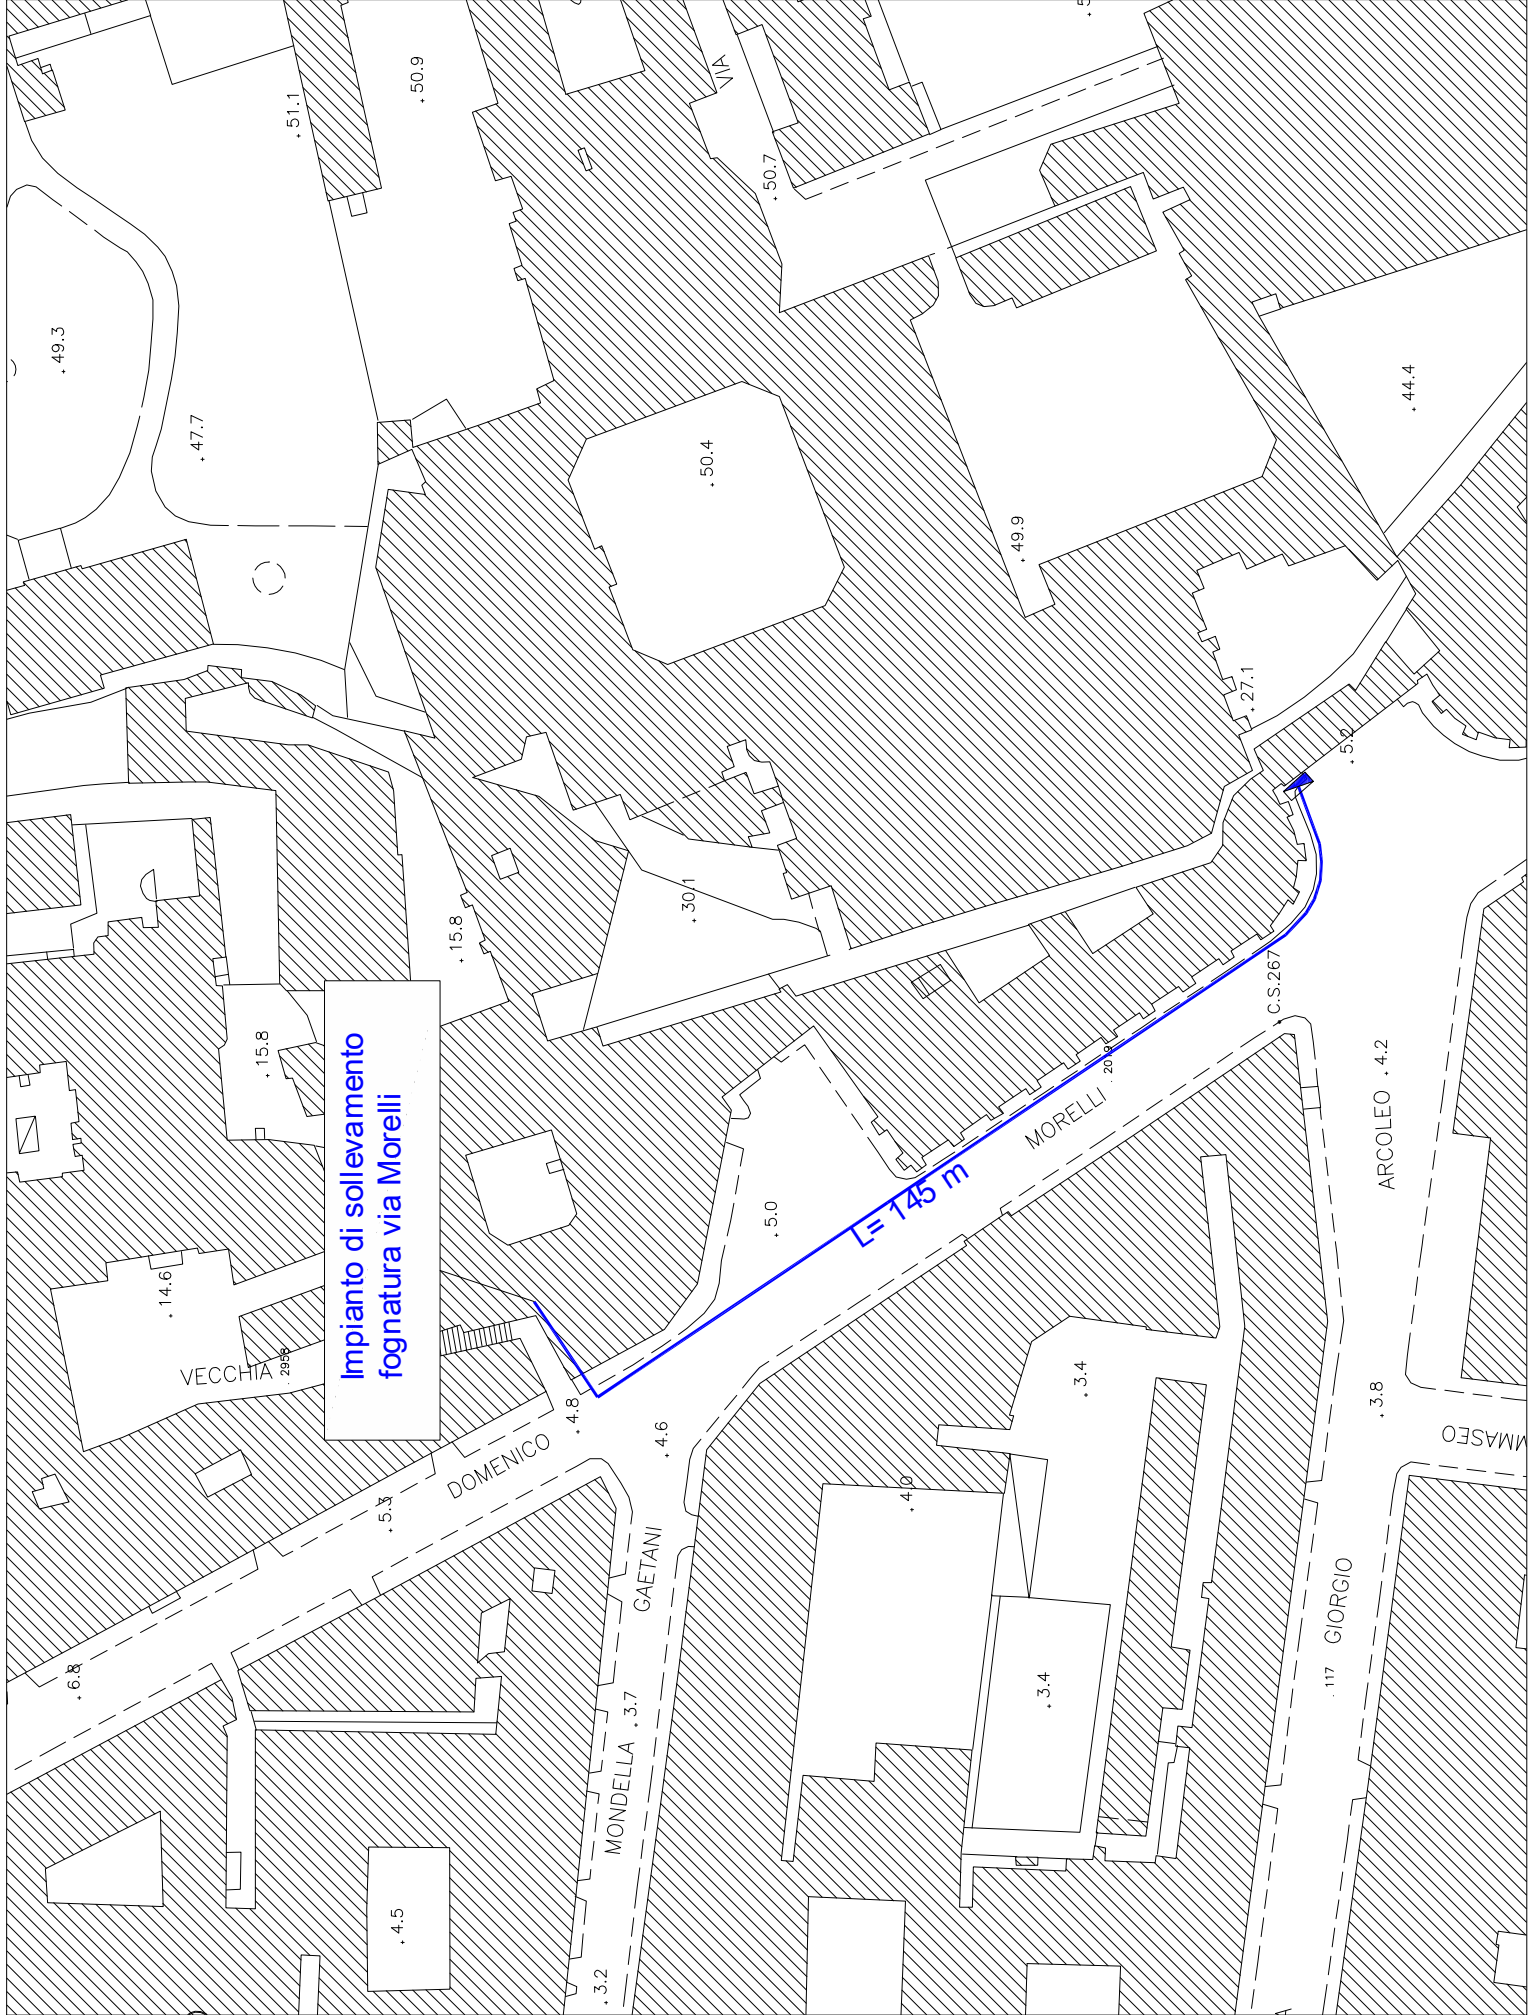 Impianto di sollevamento
fognatura via Morelli
L= 145 m
VIA
VECCHIA
2958
DOMENICO
MORELLI
2019
C.S.267
GAETANI
MONDELLA
ARCOLEO
GIORGIO
117
MMASEO
51.1
50.9
50.7
49.3
47.7
50.4
49.9
44.4
27.1
5.2
30.1
15.8
15.8
14.6
5.0
4.2
4.8
4.6
5.3
6.8
3.4
4.0
3.8
3.4
3.7
4.5
3.2